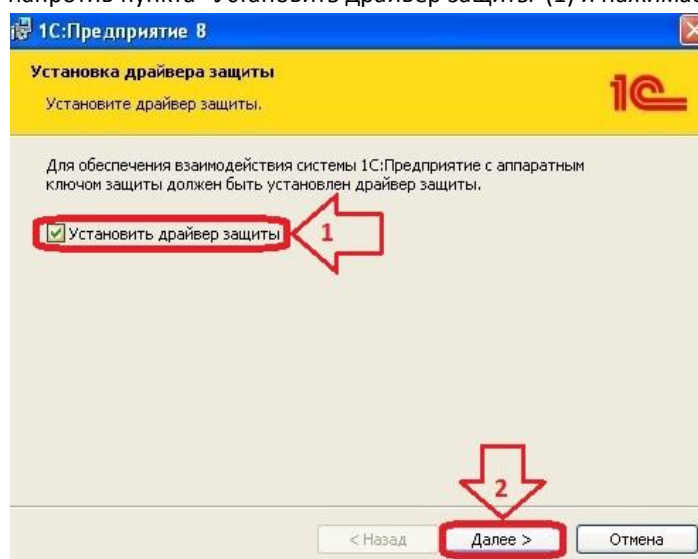 напротив пункта "Установить драйвер защиты" (1) и нажима
1С:Предприятие 8
Установка драйвера защиты
Установите драйвер защиты.
1С
Для обеспечения взаимодействия системы 1С:Предприятие с аппаратным
ключом защиты должен быть установлен драйвер защиты.
Установить драйвер защиты
1
2
< Назад
Далее >
Отмена